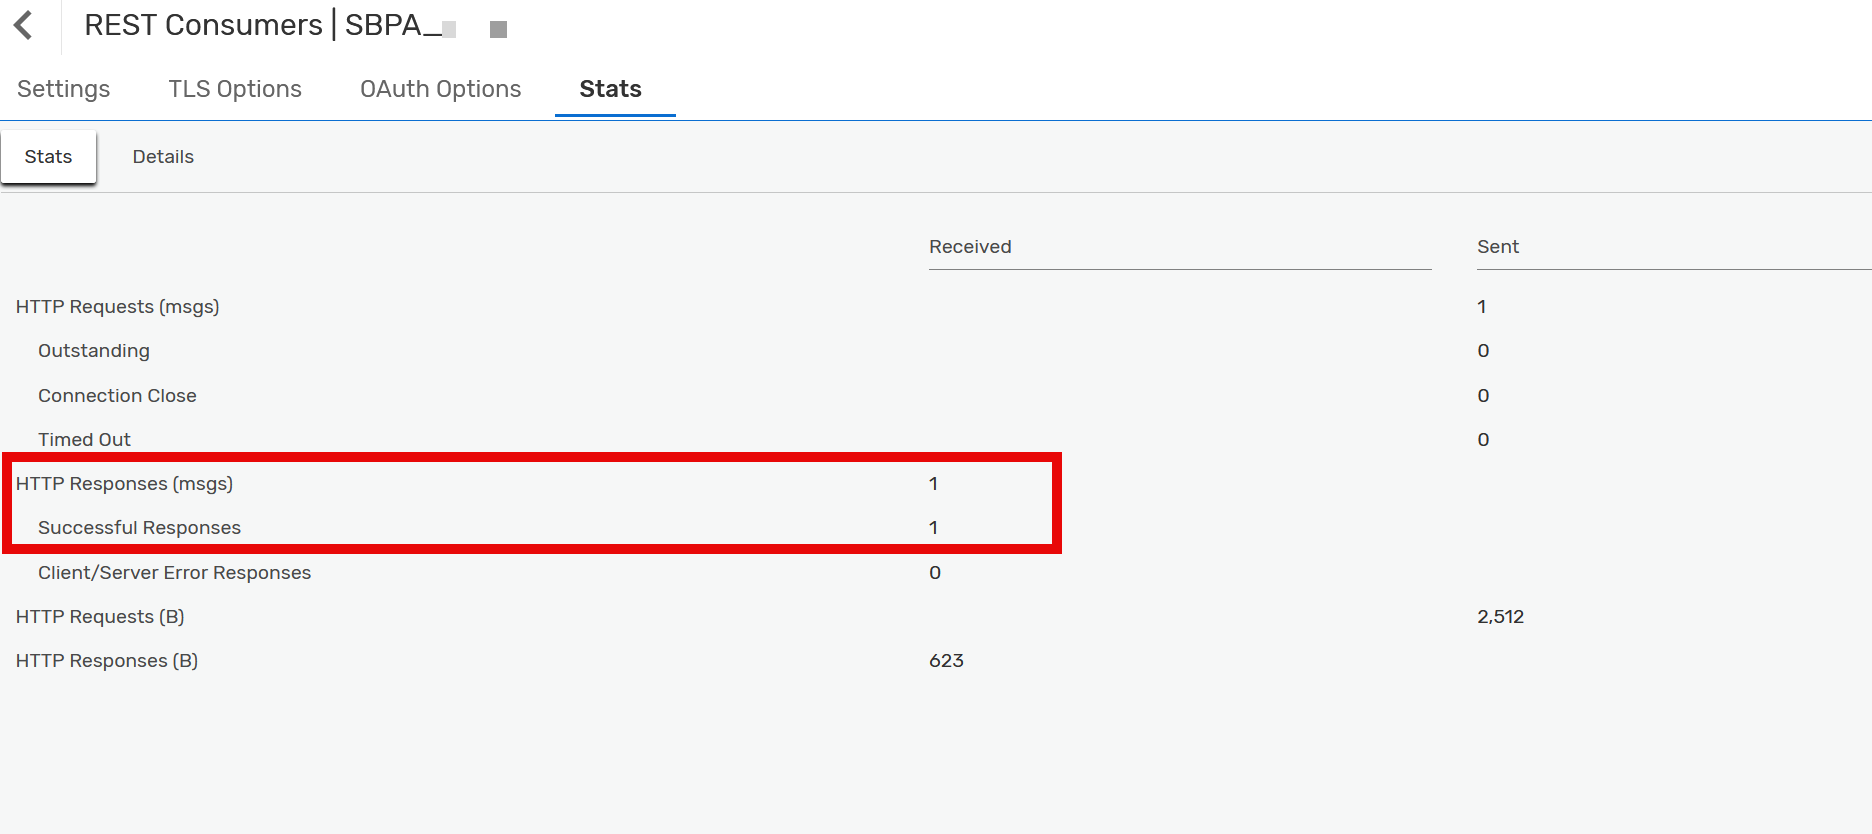 REST Consumers | SBPA_
Settings TLS Options OAuth Options Stats
Stats Details
Received Sent
HTTP Requests (msgs) 1
Outstanding 0
Connection Close 0
Timed Out 0
HTTP Responses (msgs) 1
Successful Responses 1
Client/Server Error Responses 0
HTTP Requests (B) 2,512
HTTP Responses (B) 623